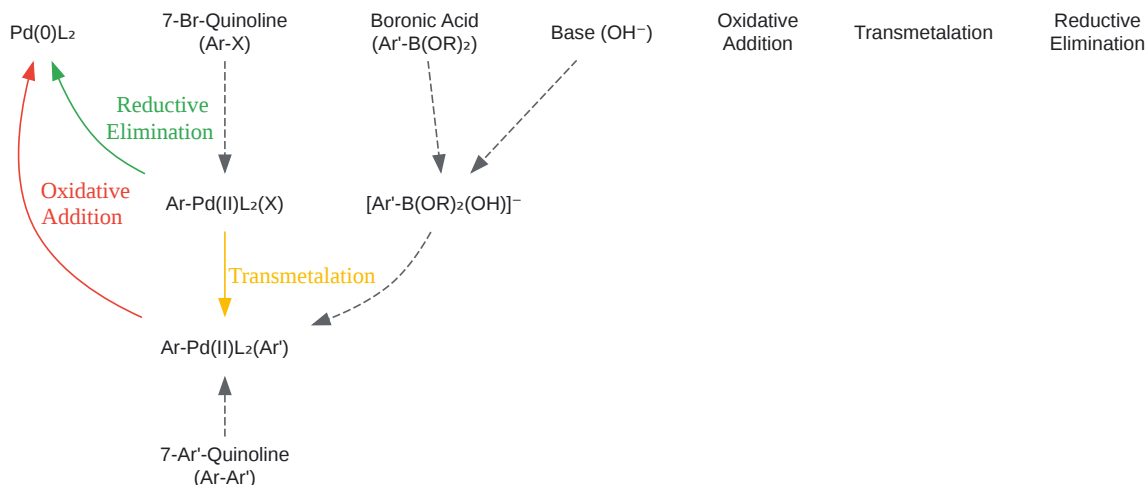 Pd(0)L₂
7-Br-Quinoline
(Ar-X)
Boronic Acid
(Ar'-B(OR)₂)
Base (OH⁻)
Oxidative
Addition
Transmetalation
Reductive
Elimination
Reductive
Elimination
Oxidative
Addition
Ar-Pd(II)L₂(X)
[Ar'-B(OR)₂(OH)]⁻
Transmetalation
Ar-Pd(II)L₂(Ar')
7-Ar'-Quinoline
(Ar-Ar')